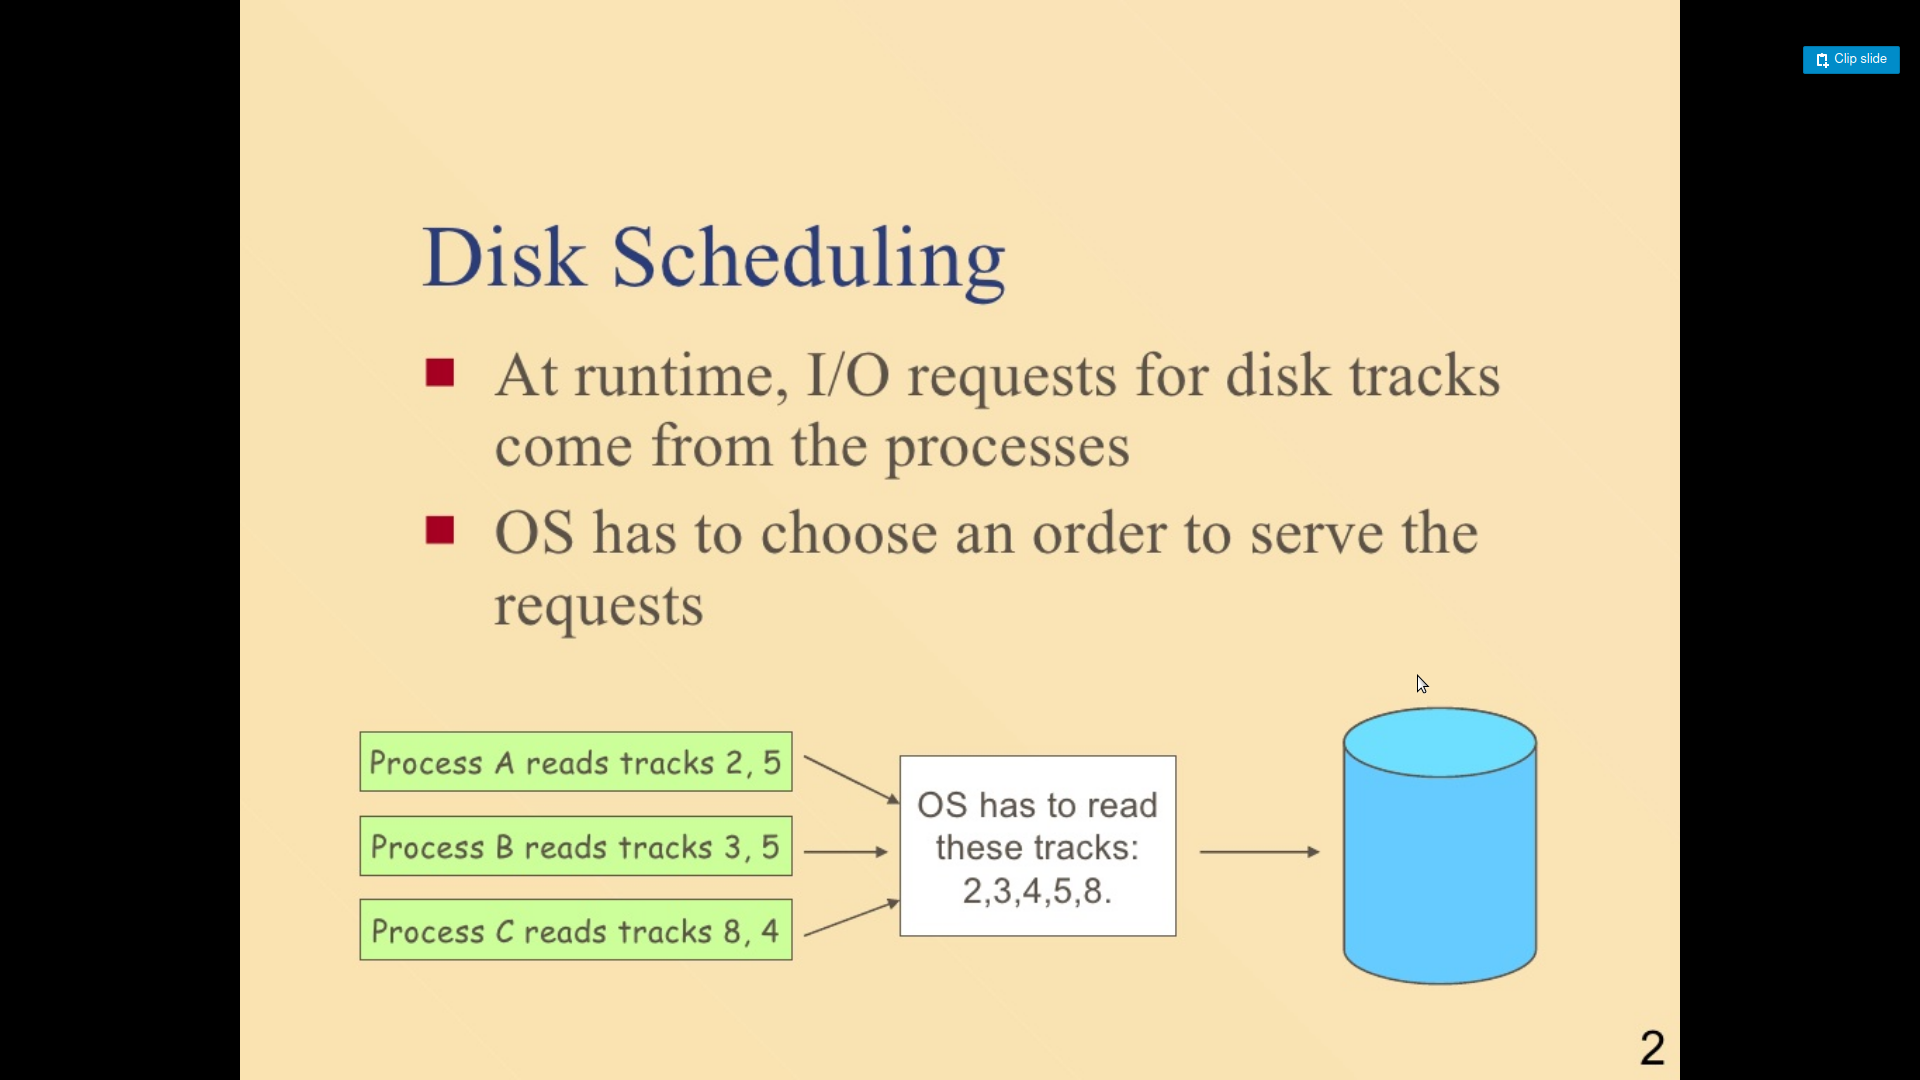 Clip slide
Disk Scheduling
At runtime, I/O requests for disk tracks
come from the processes
OS has to choose an order to serve the
requests
Process A reads tracks 2, 5
Process B reads tracks 3, 5
Process C reads tracks 8, 4
OS has to read
these tracks:
2,3,4,5,8.
2